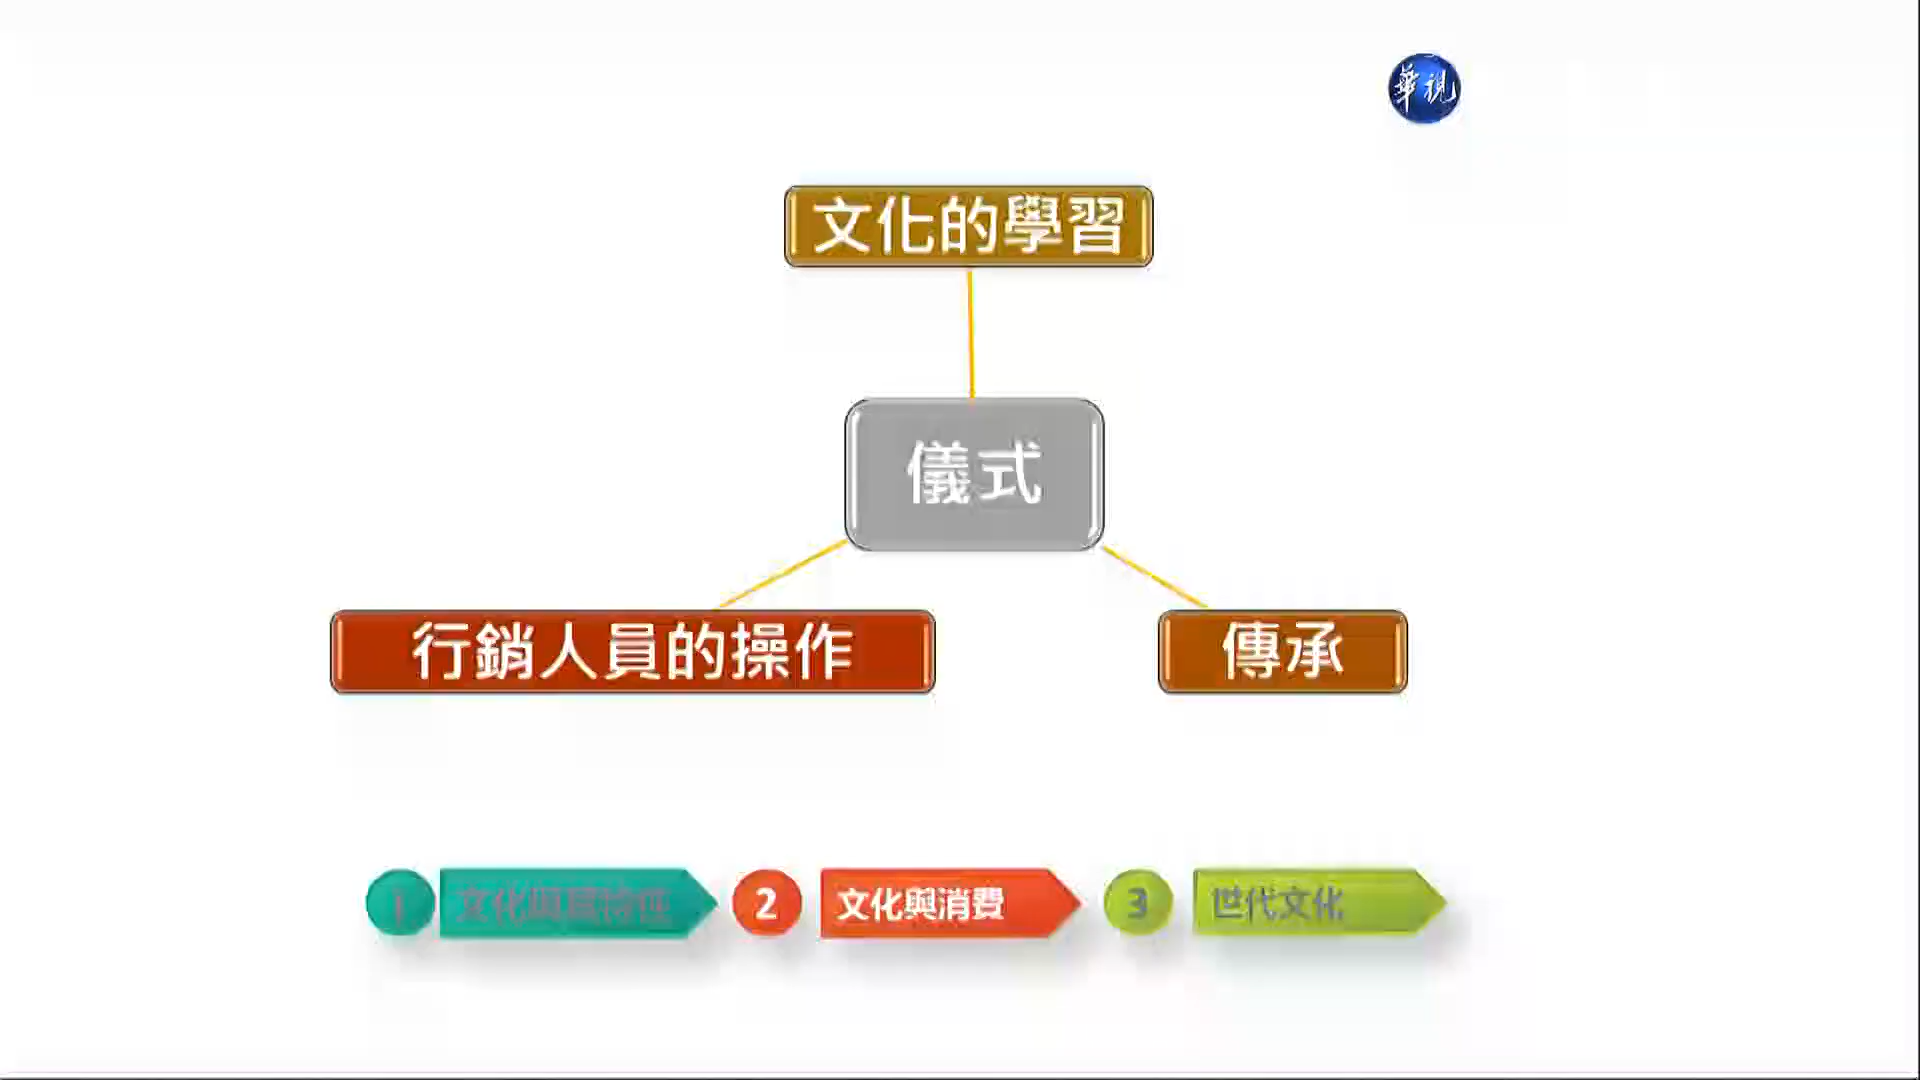 華視
文化的學習
儀式
行銷人員的操作
傳承
1 文化與其特性
2 文化與消費
3 世代文化